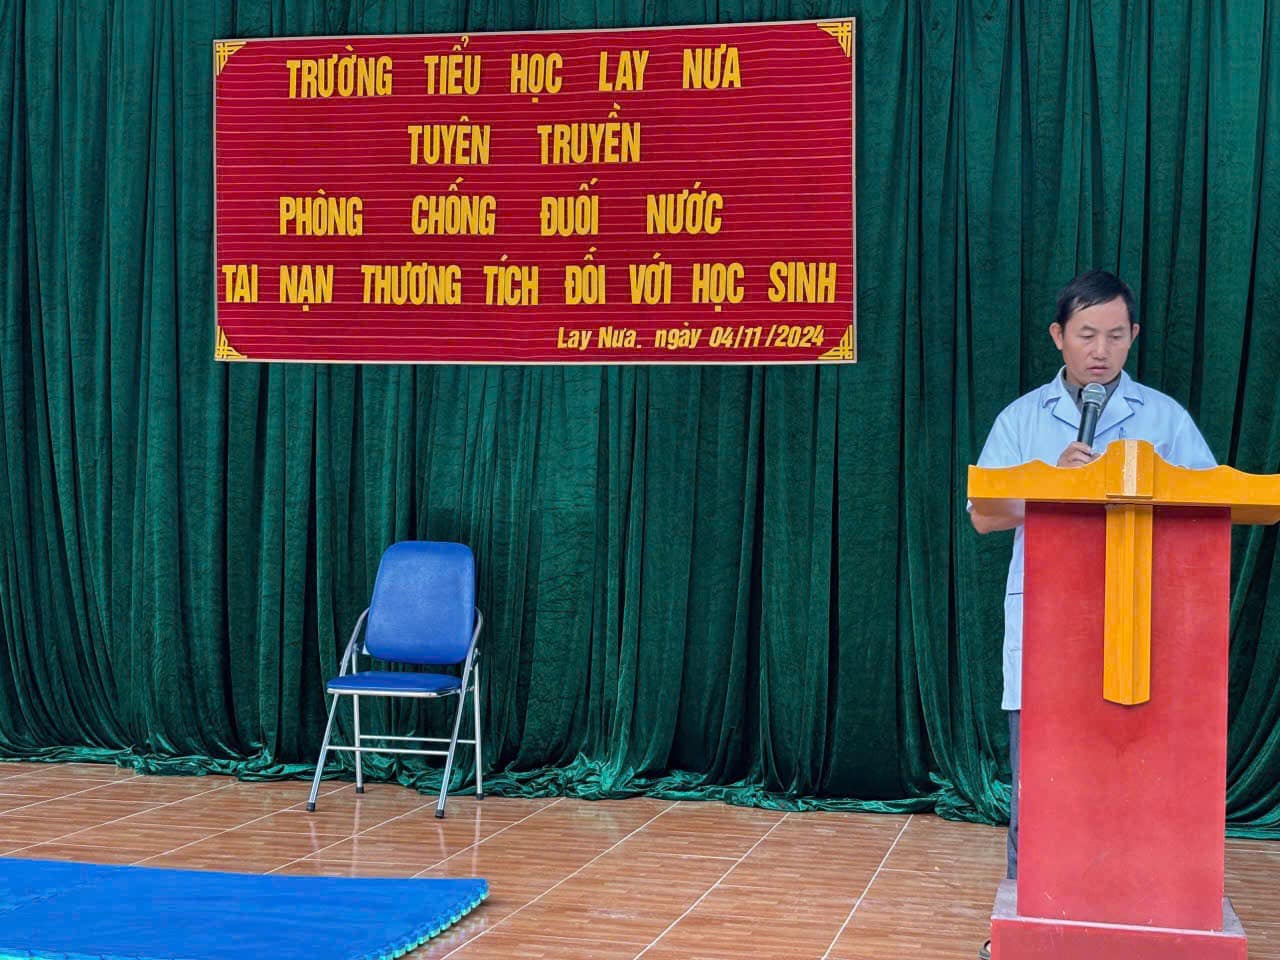 TRƯỜNG TIỂU HỌC LAY NƯA
TUYÊN TRUYỀN
PHÒNG CHỐNG ĐUỐI NƯỚC
TAI NẠN THƯƠNG TÍCH ĐỐI VỚI HỌC SINH
Lay Nưa. ngày 04/11/2024